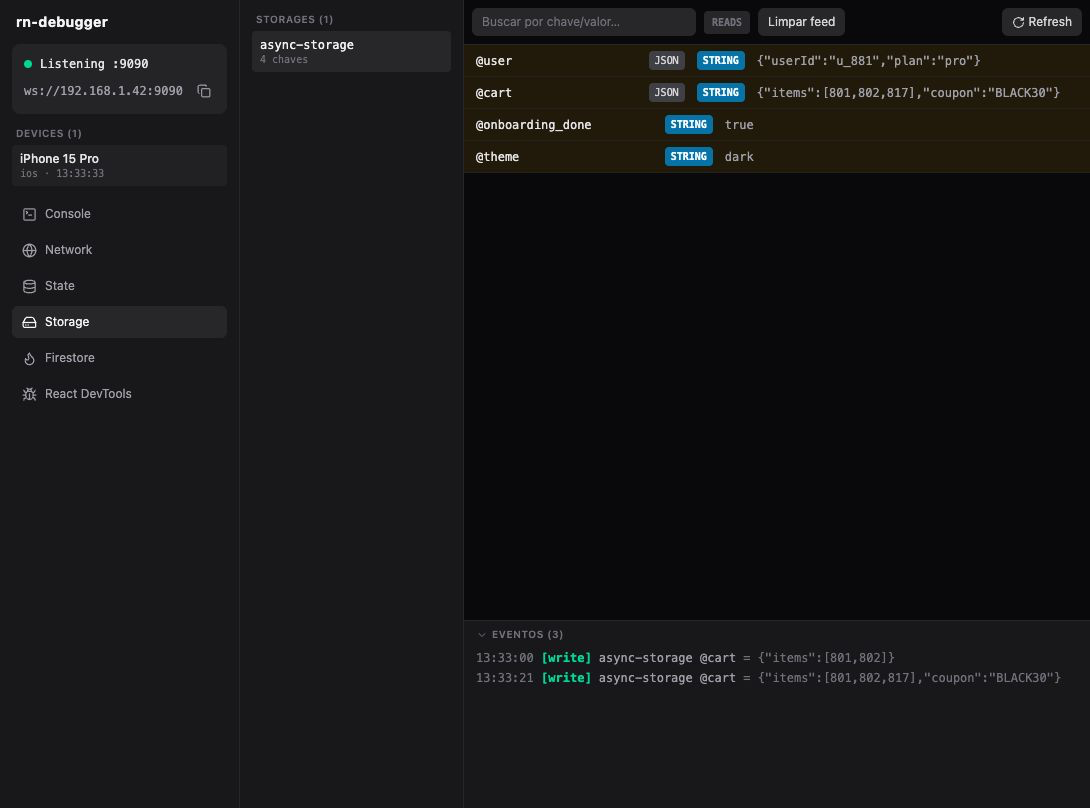 rn-debugger
Listening :9090
ws://192.168.1.42:9090
DEVICES (1)
iPhone 15 Pro
ios · 13:33:33
Console
Network
State
Storage
Firestore
React DevTools
STORAGES (1)
async-storage
4 chaves
Buscar por chave/valor... READS Limpar feed Refresh
@user JSON STRING {"userId":"u_881","plan":"pro"}
@cart JSON STRING {"items":[801,802,817],"coupon":"BLACK30"}
@onboarding_done STRING true
@theme STRING dark
EVENTOS (3)
13:33:00 [write] async-storage @cart = {"items":[801,802]}
13:33:21 [write] async-storage @cart = {"items":[801,802,817],"coupon":"BLACK30"}